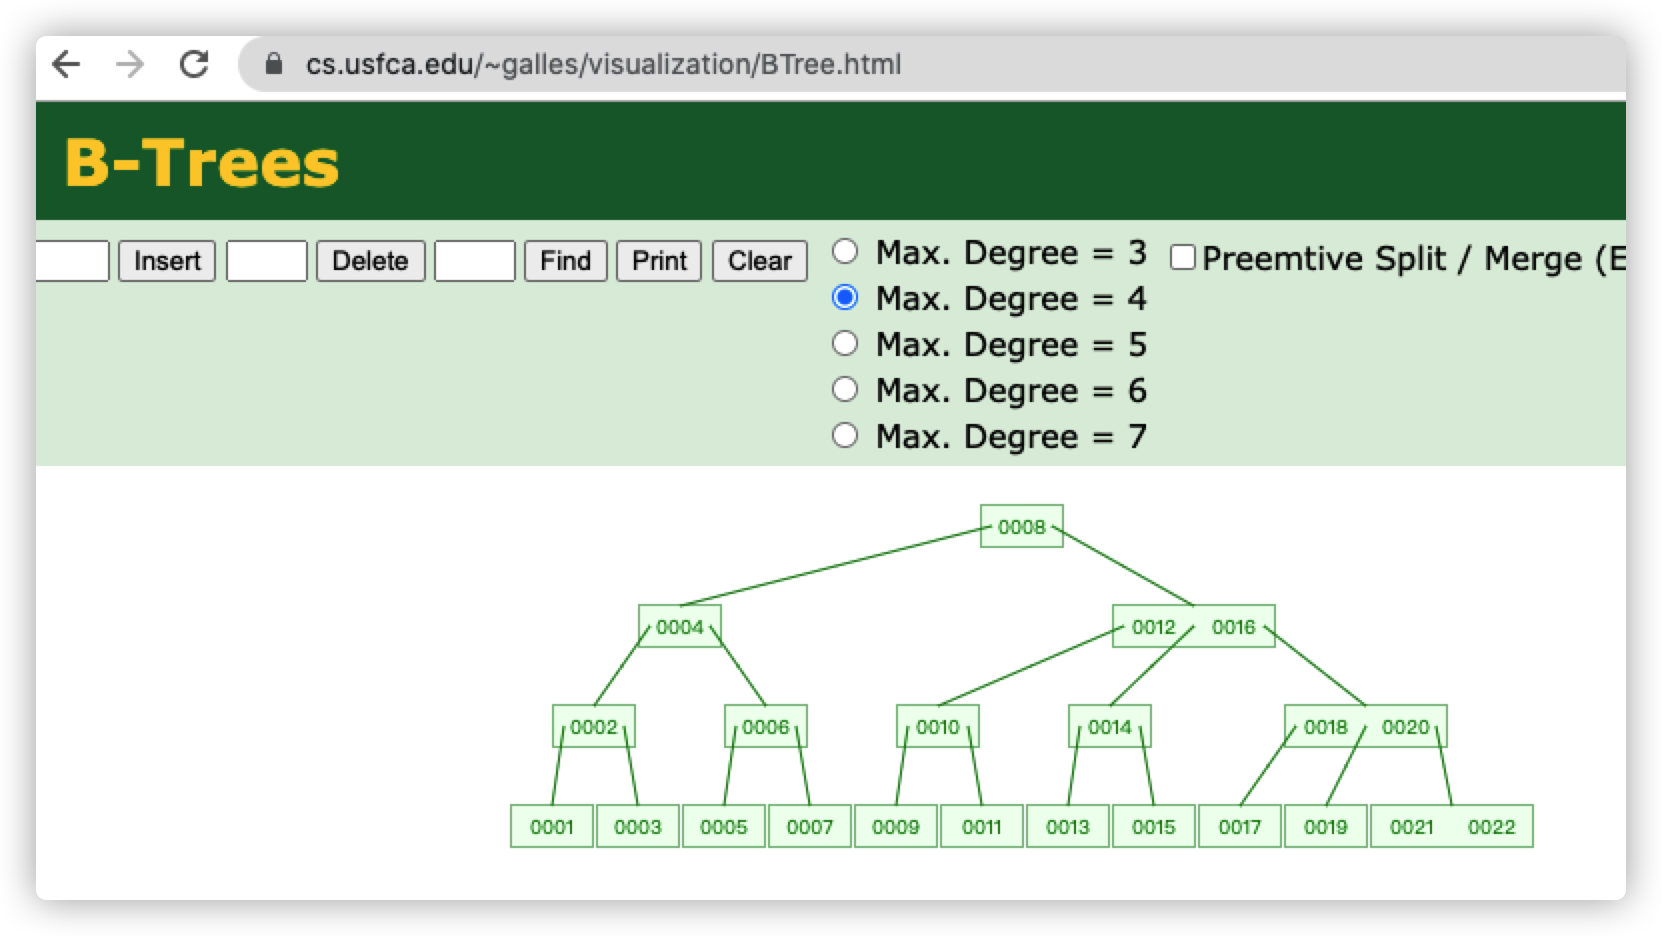 cs.usfca.edu/~galles/visualization/BTree.html
B-Trees
Insert Delete Find Print Clear
Max. Degree = 3
Max. Degree = 4
Max. Degree = 5
Max. Degree = 6
Max. Degree = 7
Preemtive Split / Merge (E
0008
0004 0012 0016
0002 0006 0010 0014 0018 0020
0001 0003 0005 0007 0009 0011 0013 0015 0017 0019 0021 0022